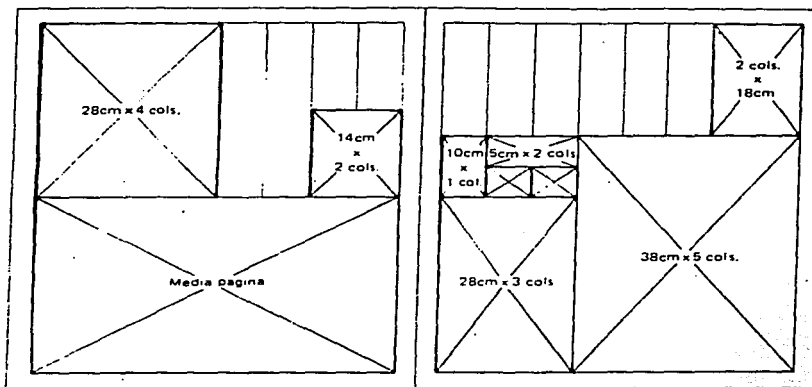 28cm x 4 cols.
14cm
x
2 cols.
Media pagina
2 cols.
x
18cm
10cm
x
1 col.
5cm x 2 cols
28cm x 3 cols
38cm x 5 cols.